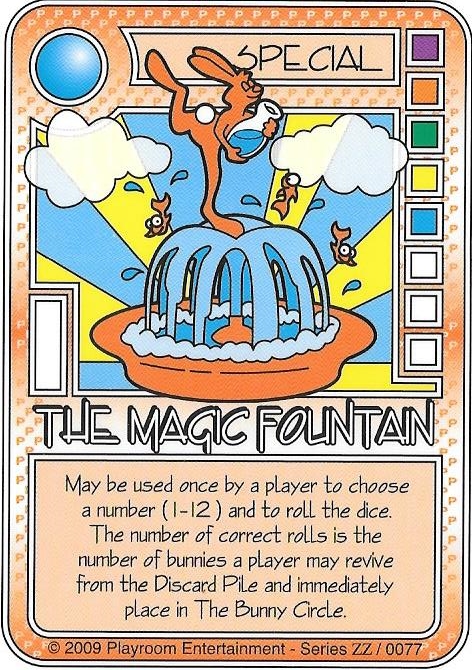 SPECIAL
THE MAGIC FOUNTAIN
May be used once by a player to choose
a number (1-12) and to roll the dice.
The number of correct rolls is the
number of bunnies a player may revive
from the Discard Pile and immediately
place in The Bunny Circle.
© 2009 Playroom Entertainment - Series ZZ / 0077